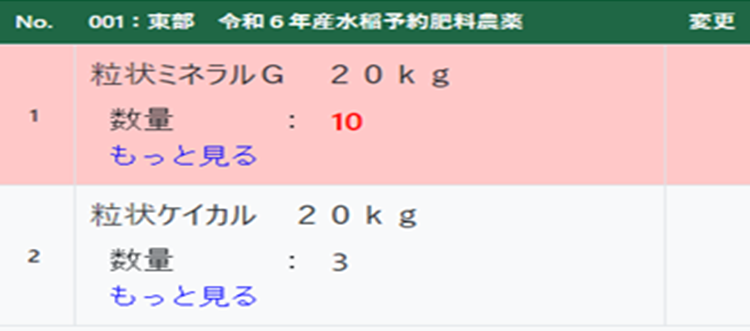 No. 001：東部　令和６年産水稲予約肥料農薬 変更
粒状ミネラルＧ　２０ｋｇ
1 数量 ： 10
もっと見る
粒状ケイカル　２０ｋｇ
2 数量 ： 3
もっと見る